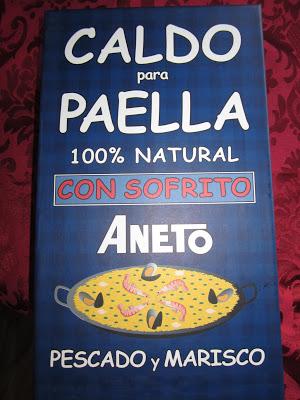 CALDO
para
PAELLA
100% NATURAL
CON SOFRITO
ANETO
PESCADO y MARISCO